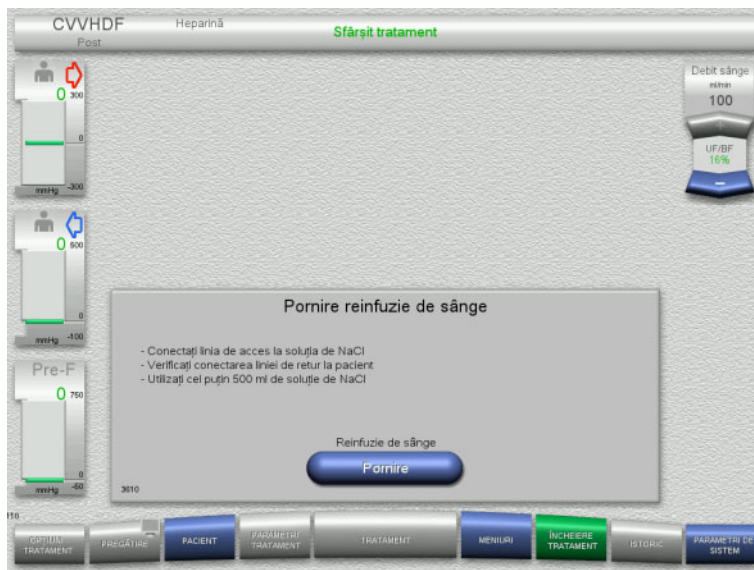 CVVHDF
Heparină
Post
Sfârșit tratament
0
300
0
-300
mmHg
0
500
0
-100
mmHg
Pre-F
0
750
0
-50
mmHg
Debit sânge
ml/min
100
+
UF/BF
16%
-
Pornire reinfuzie de sânge
- Conectați linia de acces la soluția de NaCl
- Verificați conectarea liniei de retur la pacient
- Utilizați cel puțin 500 ml de soluție de NaCl
Reinfuzie de sânge
Pornire
3610
OPȚIUNI
TRATAMENT
PREGĂTIRE
PACIENT
PARAMETRI
TRATAMENT
TRATAMENT
MENIURI
ÎNCHEIERE
TRATAMENT
ISTORIC
PARAMETRI DE
SISTEM